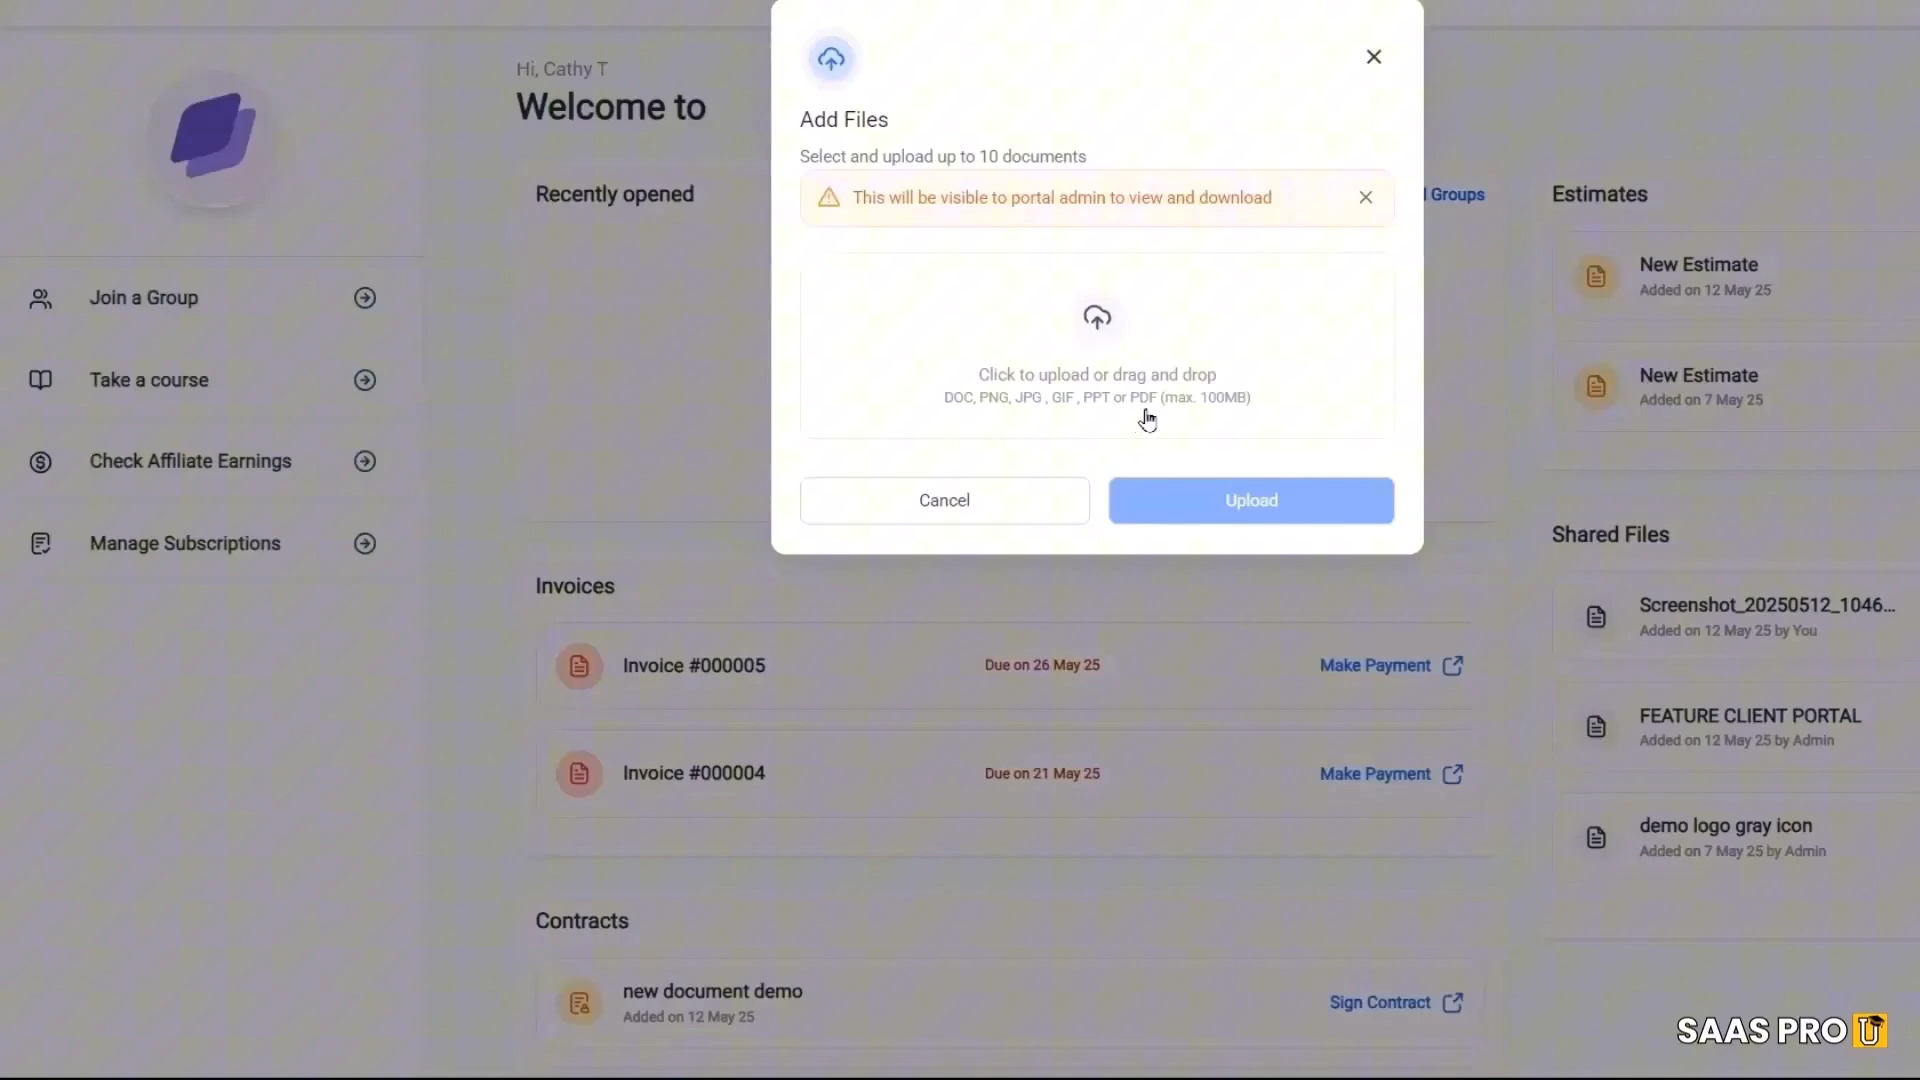 Hi, Cathy T
Welcome to
Join a Group
Take a course
Check Affiliate Earnings
Manage Subscriptions
Recently opened
Groups
Add Files
Select and upload up to 10 documents
This will be visible to portal admin to view and download
Click to upload or drag and drop
DOC, PNG, JPG , GIF , PPT or PDF (max. 100MB)
Cancel
Upload
Invoices
Invoice #000005
Due on 26 May 25
Make Payment
Invoice #000004
Due on 21 May 25
Make Payment
Contracts
new document demo
Added on 12 May 25
Sign Contract
Estimates
New Estimate
Added on 12 May 25
New Estimate
Added on 7 May 25
Shared Files
Screenshot_20250512_1046...
Added on 12 May 25 by You
FEATURE CLIENT PORTAL
Added on 12 May 25 by Admin
demo logo gray icon
Added on 7 May 25 by Admin
SAAS PRO U